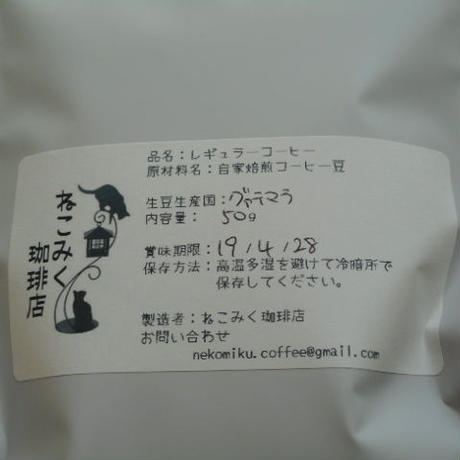 ねこみく
珈琲店
品名：レギュラーコーヒー
原材料名：自家焙煎コーヒー豆
生豆生産国：グァテマラ
内容量： 50g
賞味期限：19/4/28
保存方法：高温多湿を避けて冷暗所で
保存してください。
製造者：ねこみく珈琲店
お問い合わせ
nekomiku.coffee@gmail.com